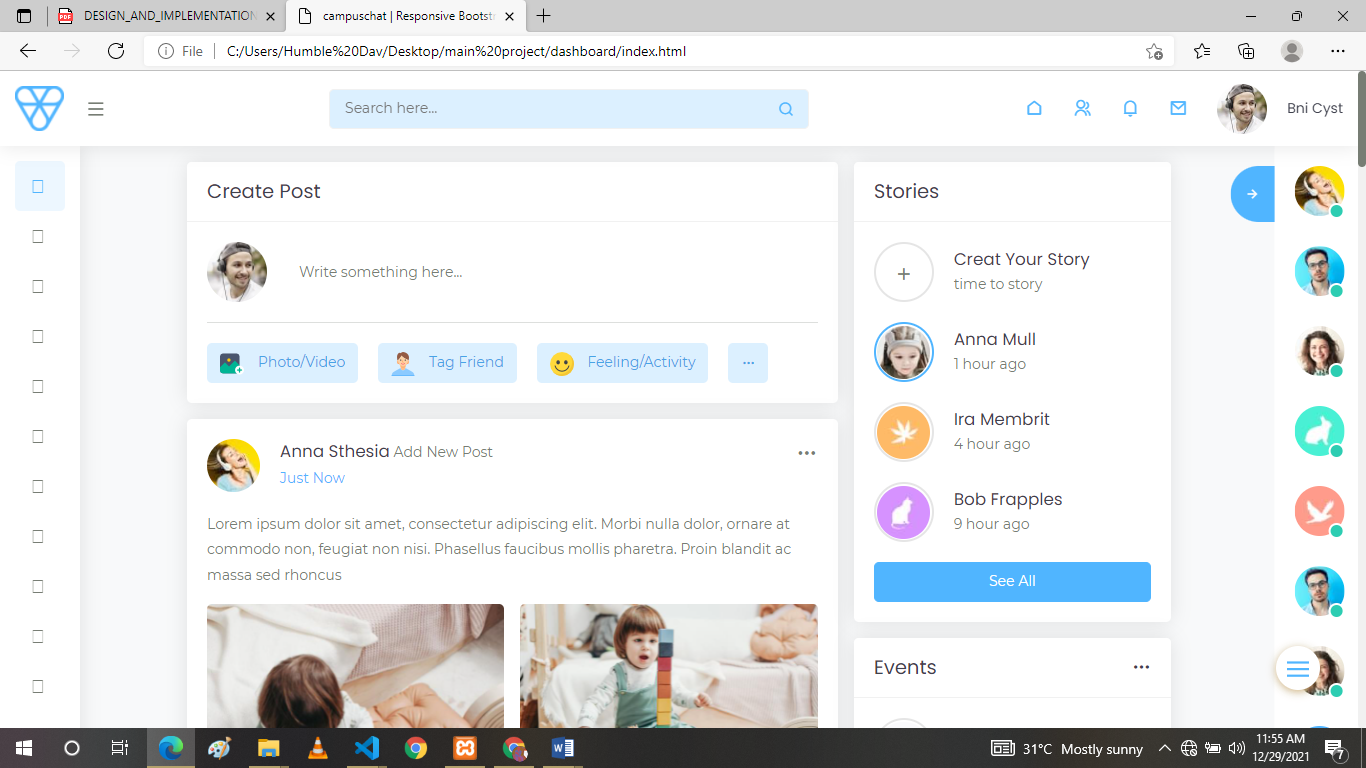 DESIGN_AND_IMPLEMENTATION
campuschat | Responsive Bootst
File
C:/Users/Humble%20Dav/Desktop/main%20project/dashboard/index.html
Search here...
Bni Cyst
Create Post
Write something here...
Photo/Video
Tag Friend
Feeling/Activity
Anna Sthesia Add New Post
Just Now
Lorem ipsum dolor sit amet, consectetur adipiscing elit. Morbi nulla dolor, ornare at
commodo non, feugiat non nisi. Phasellus faucibus mollis pharetra. Proin blandit ac
massa sed rhoncus
Stories
Creat Your Story
time to story
Anna Mull
1 hour ago
Ira Membrit
4 hour ago
Bob Frapples
9 hour ago
See All
Events
31°C Mostly sunny
11:55 AM
12/29/2021
7